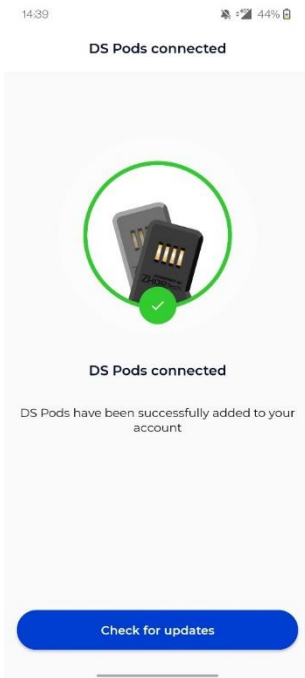 14:39
44%
DS Pods connected
DS Pods connected
DS Pods have been successfully added to your
account
Check for updates